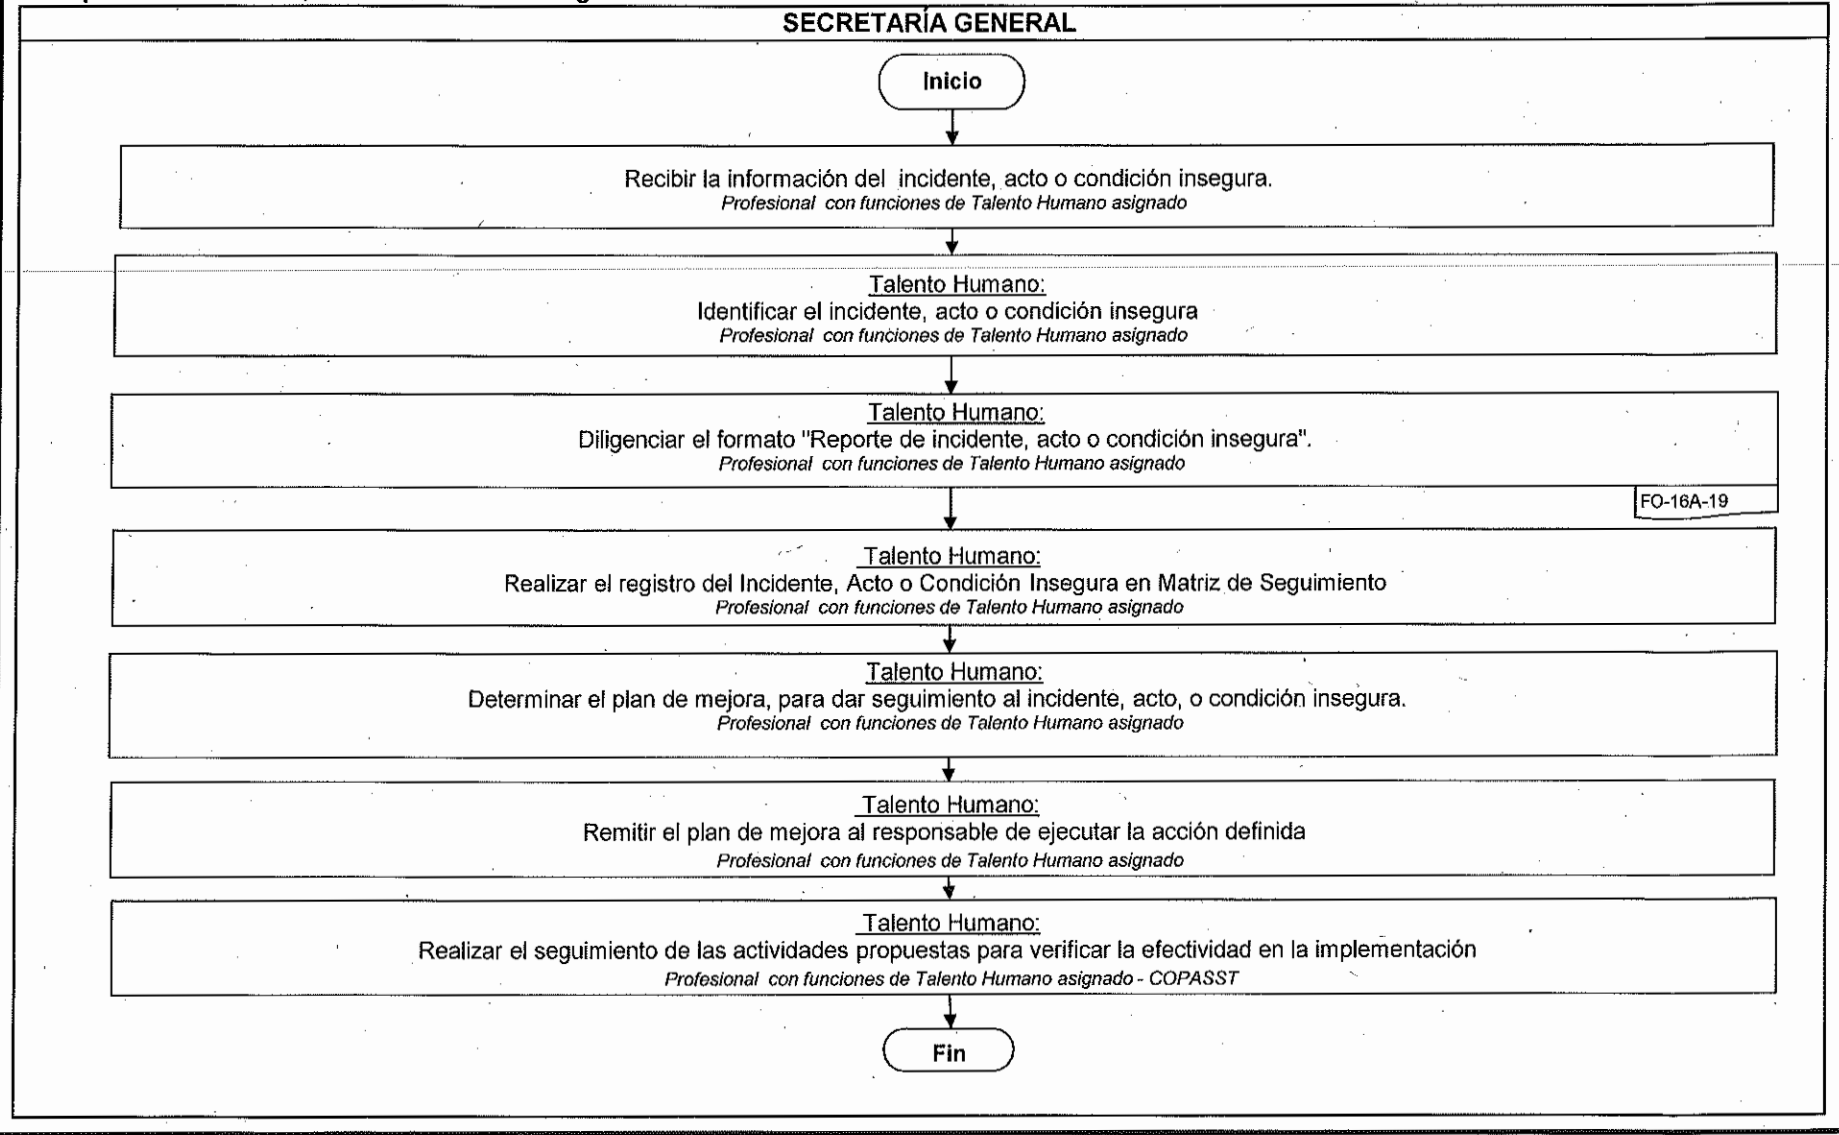 SECRETARÍA GENERAL
Inicio
Recibir la información del incidente, acto o condición insegura.
Profesional con funciones de Talento Humano asignado
Talento Humano:
Identificar el incidente, acto o condición insegura
Profesional con funciones de Talento Humano asignado
Talento Humano:
Diligenciar el formato "Reporte de incidente, acto o condición insegura".
Profesional con funciones de Talento Humano asignado
FO-16A-19
Talento Humano:
Realizar el registro del Incidente, Acto o Condición Insegura en Matriz de Seguimiento
Profesional con funciones de Talento Humano asignado
Talento Humano:
Determinar el plan de mejora, para dar seguimiento al incidente, acto, o condición insegura.
Profesional con funciones de Talento Humano asignado
Talento Humano:
Remitir el plan de mejora al responsable de ejecutar la acción definida
Profesional con funciones de Talento Humano asignado
Talento Humano:
Realizar el seguimiento de las actividades propuestas para verificar la efectividad en la implementación
Profesional con funciones de Talento Humano asignado - COPASST
Fin